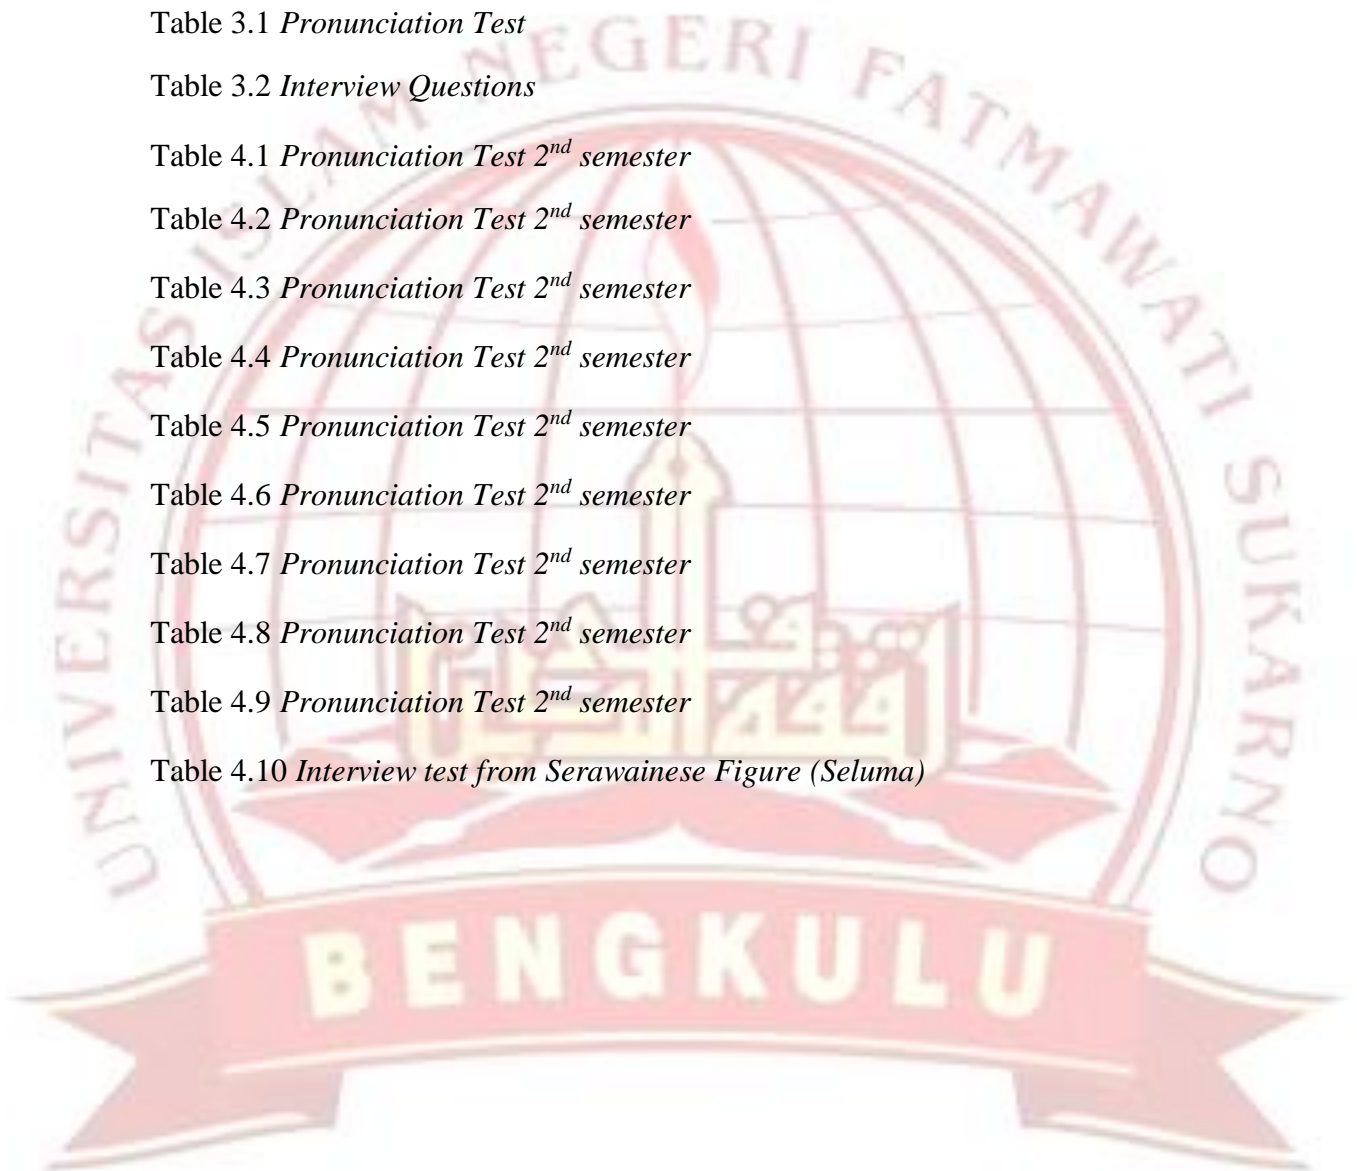 Table 3.1 Pronunciation Test
Table 3.2 Interview Questions
Table 4.1 Pronunciation Test 2nd semester
Table 4.2 Pronunciation Test 2nd semester
Table 4.3 Pronunciation Test 2nd semester
Table 4.4 Pronunciation Test 2nd semester
Table 4.5 Pronunciation Test 2nd semester
Table 4.6 Pronunciation Test 2nd semester
Table 4.7 Pronunciation Test 2nd semester
Table 4.8 Pronunciation Test 2nd semester
Table 4.9 Pronunciation Test 2nd semester
Table 4.10 Interview test from Serawainese Figure (Seluma)
UNIVERSITAS ISLAM NEGERI FATMAWATI SUKARNO
BENGKULU